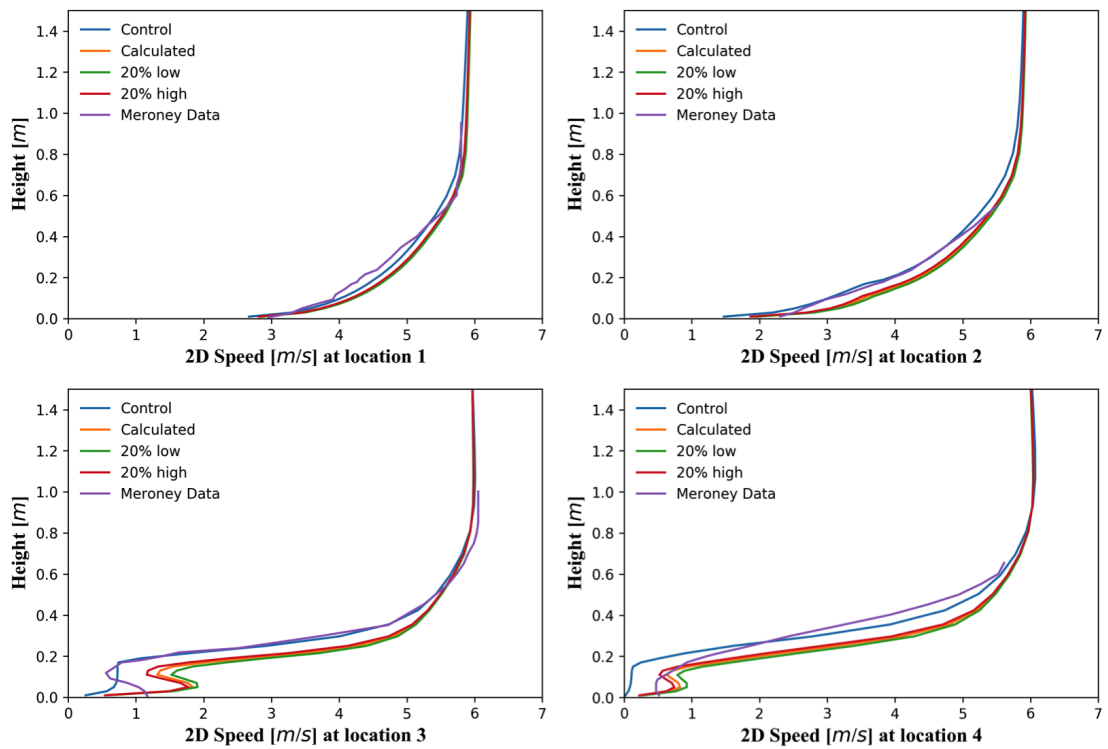 1.4
1.2
1.0
0.8
0.6
0.4
0.2
0.0
Height [m]
Control
Calculated
20% low
20% high
Meroney Data
0 1 2 3 4 5 6 7
2D Speed [m/s] at location 1
1.4
1.2
1.0
0.8
0.6
0.4
0.2
0.0
Height [m]
Control
Calculated
20% low
20% high
Meroney Data
0 1 2 3 4 5 6 7
2D Speed [m/s] at location 2
1.4
1.2
1.0
0.8
0.6
0.4
0.2
0.0
Height [m]
Control
Calculated
20% low
20% high
Meroney Data
0 1 2 3 4 5 6 7
2D Speed [m/s] at location 3
1.4
1.2
1.0
0.8
0.6
0.4
0.2
0.0
Height [m]
Control
Calculated
20% low
20% high
Meroney Data
0 1 2 3 4 5 6 7
2D Speed [m/s] at location 4